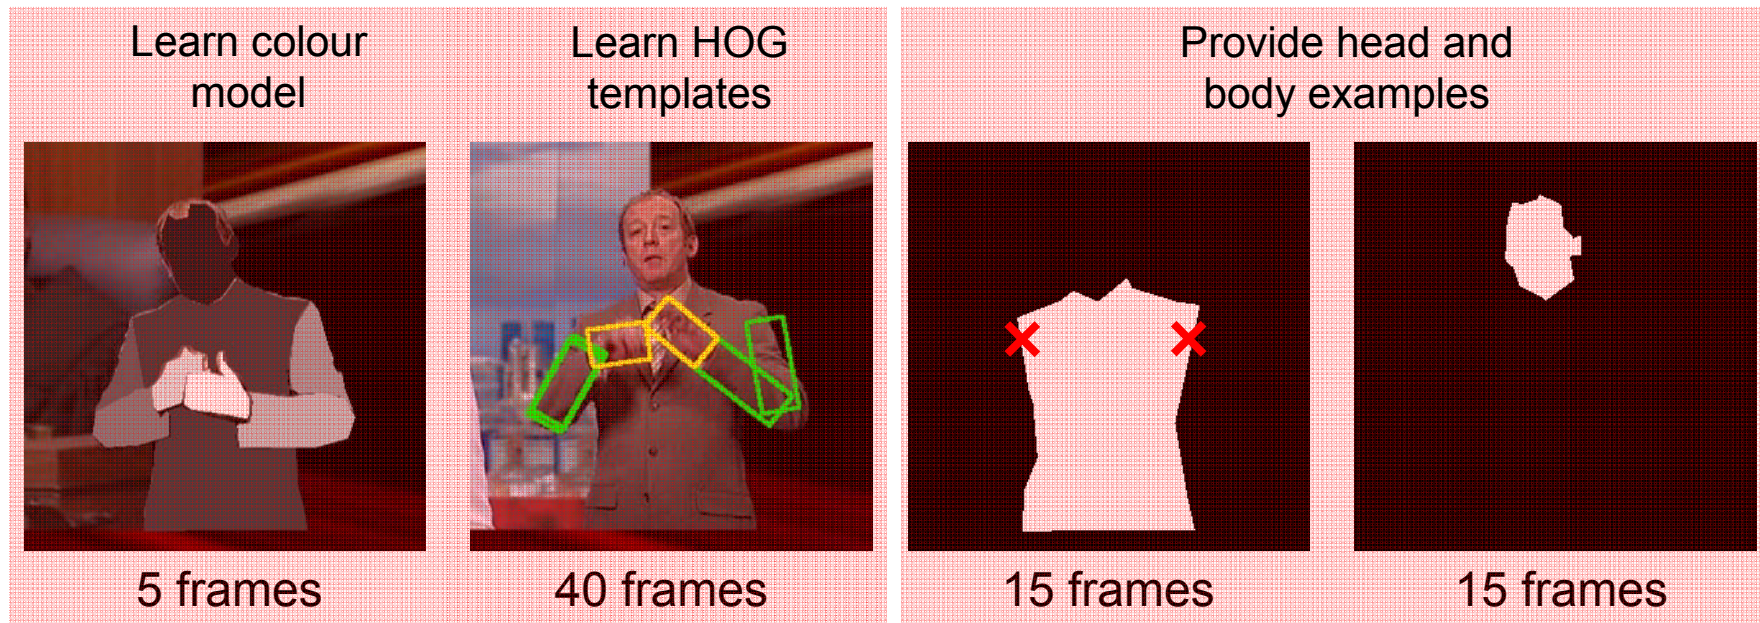 Learn colour
model
Learn HOG
templates
Provide head and
body examples
5 frames
40 frames
15 frames
15 frames